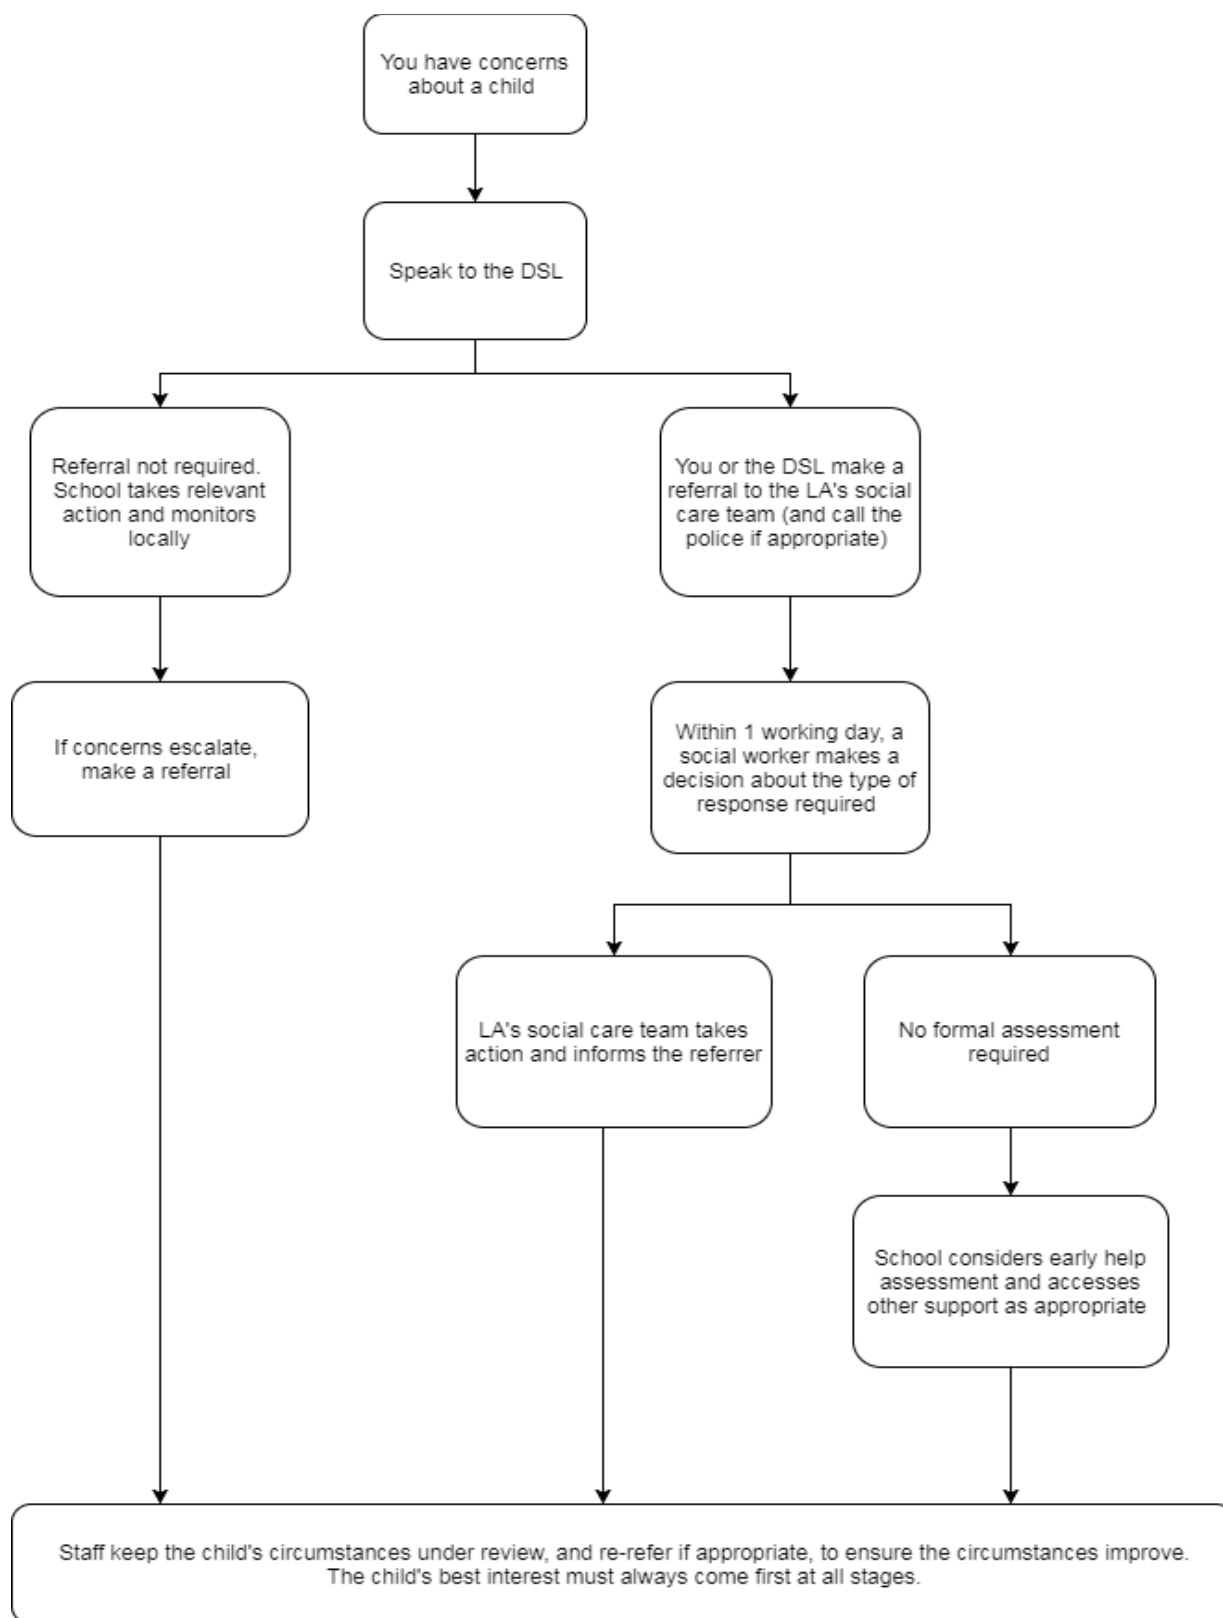 You have concerns
about a child
Speak to the DSL
Referral not required.
School takes relevant
action and monitors
locally
You or the DSL make a
referral to the LA's social
care team (and call the
police if appropriate)
If concerns escalate,
make a referral
Within 1 working day, a
social worker makes a
decision about the type of
response required
LA's social care team takes
action and informs the referrer
No formal assessment
required
School considers early help
assessment and accesses
other support as appropriate
Staff keep the child's circumstances under review, and re-refer if appropriate, to ensure the circumstances improve.
The child's best interest must always come first at all stages.